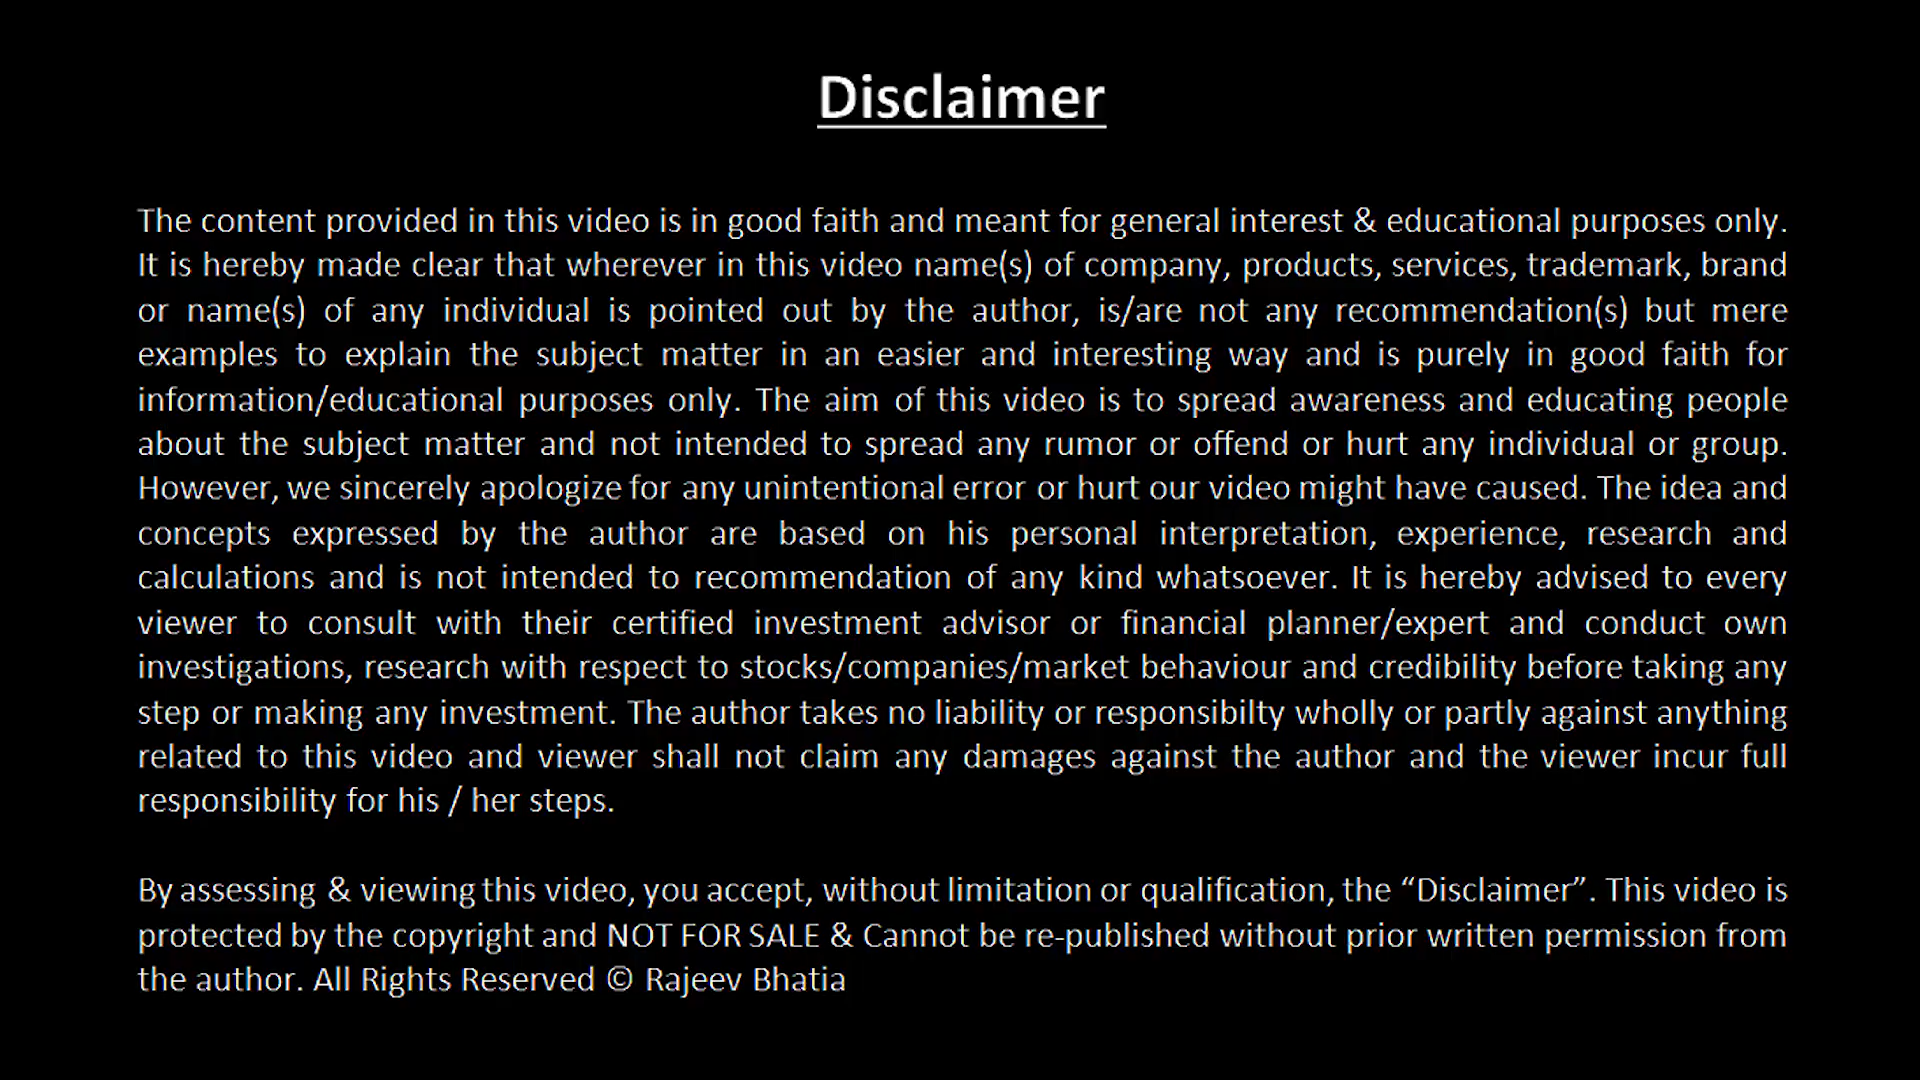 Disclaimer
The content provided in this video is in good faith and meant for general interest & educational purposes only.
It is hereby made clear that wherever in this video name(s) of company, products, services, trademark, brand
or name(s) of any individual is pointed out by the author, is/are not any recommendation(s) but mere
examples to explain the subject matter in an easier and interesting way and is purely in good faith for
information/educational purposes only. The aim of this video is to spread awareness and educating people
about the subject matter and not intended to spread any rumor or offend or hurt any individual or group.
However, we sincerely apologize for any unintentional error or hurt our video might have caused. The idea and
concepts expressed by the author are based on his personal interpretation, experience, research and
calculations and is not intended to recommendation of any kind whatsoever. It is hereby advised to every
viewer to consult with their certified investment advisor or financial planner/expert and conduct own
investigations, research with respect to stocks/companies/market behaviour and credibility before taking any
step or making any investment. The author takes no liability or responsibilty wholly or partly against anything
related to this video and viewer shall not claim any damages against the author and the viewer incur full
responsibility for his / her steps.
By assessing & viewing this video, you accept, without limitation or qualification, the “Disclaimer”. This video is
protected by the copyright and NOT FOR SALE & Cannot be re-published without prior written permission from
the author. All Rights Reserved © Rajeev Bhatia